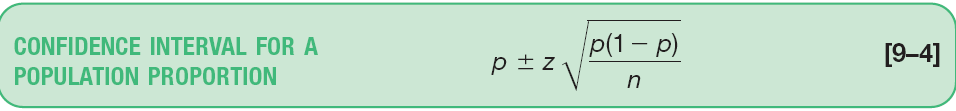 CONFIDENCE INTERVAL FOR A
POPULATION PROPORTION
p ± z √(p(1 – p)/n)
[9–4]